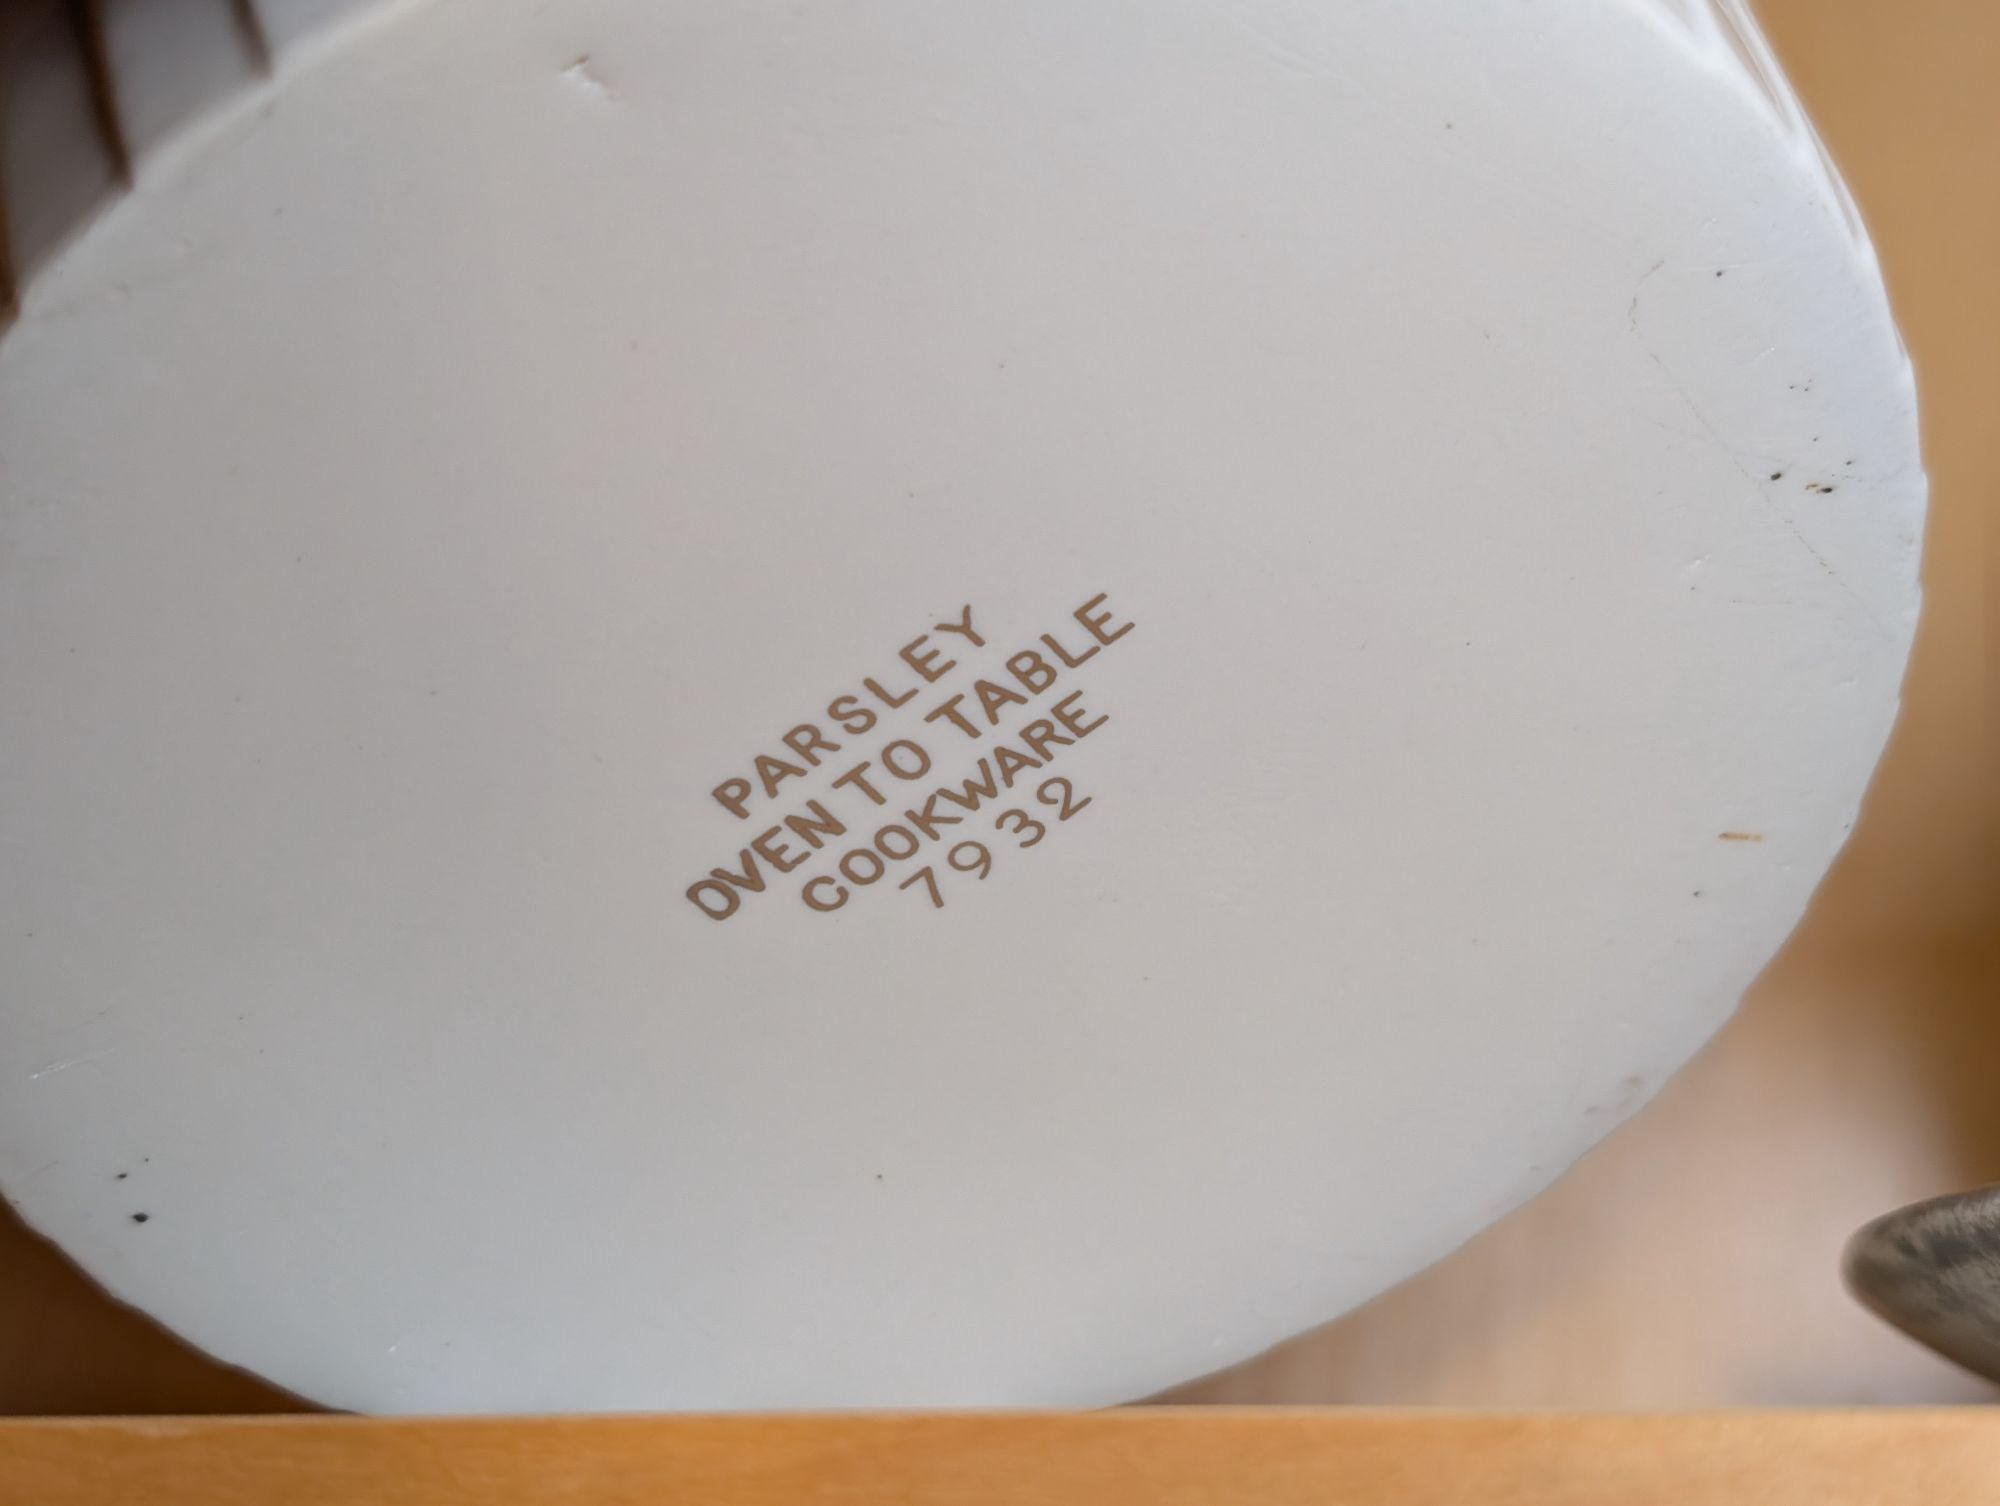 PARSLEY
OVEN TO TABLE
COOKWARE
7932